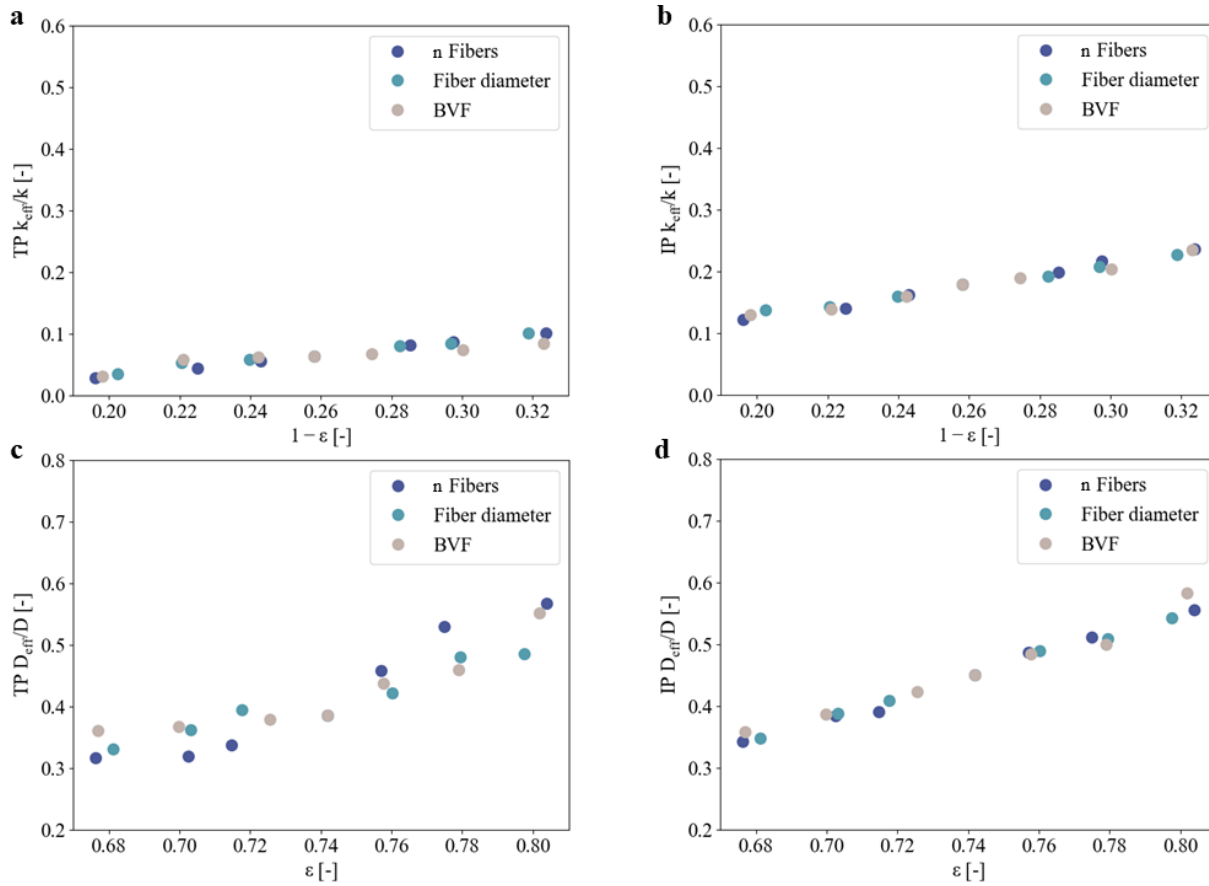 a
0.6
0.5
0.4
0.3
0.2
0.1
0.0
TP k_eff/k [-]
n Fibers
Fiber diameter
BVF
0.20 0.22 0.24 0.26 0.28 0.30 0.32
1 − ε [-]
b
0.6
0.5
0.4
0.3
0.2
0.1
0.0
IP k_eff/k [-]
n Fibers
Fiber diameter
BVF
0.20 0.22 0.24 0.26 0.28 0.30 0.32
1 − ε [-]
c
0.8
0.7
0.6
0.5
0.4
0.3
0.2
TP D_eff/D [-]
n Fibers
Fiber diameter
BVF
0.68 0.70 0.72 0.74 0.76 0.78 0.80
ε [-]
d
0.8
0.7
0.6
0.5
0.4
0.3
0.2
IP D_eff/D [-]
n Fibers
Fiber diameter
BVF
0.68 0.70 0.72 0.74 0.76 0.78 0.80
ε [-]